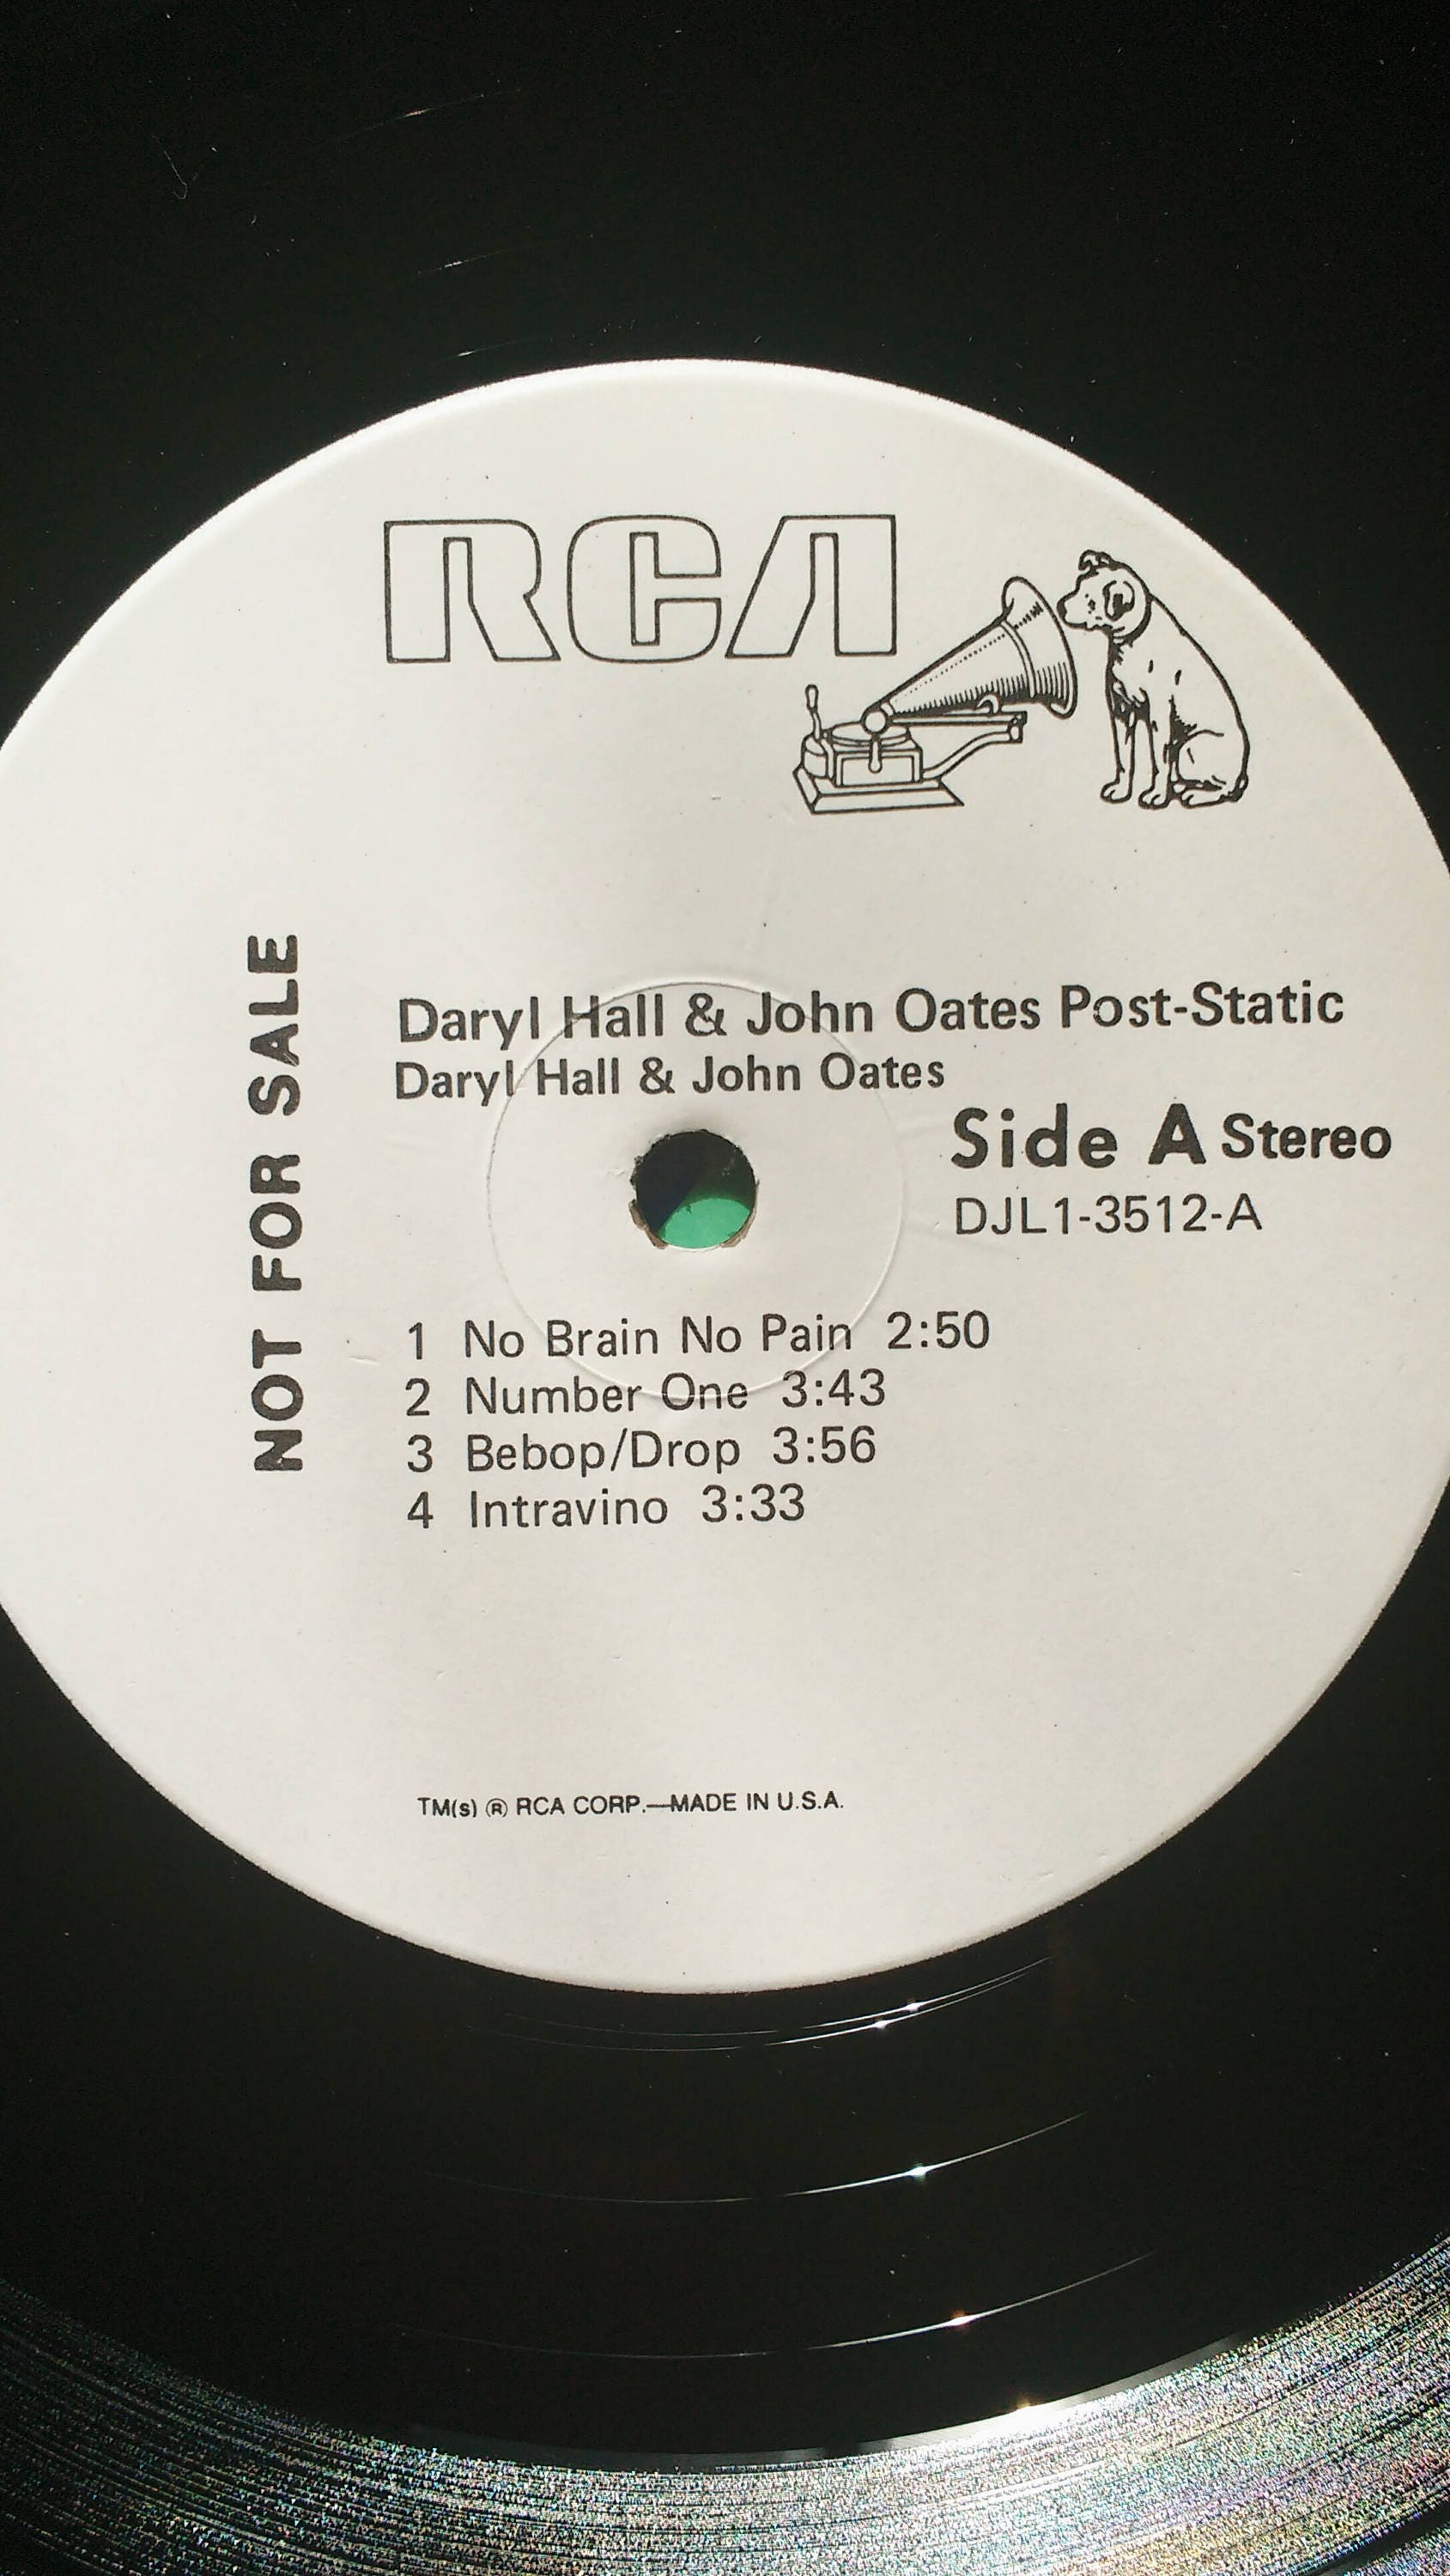 RCA
NOT FOR SALE
Daryl Hall & John Oates Post-Static
Daryl Hall & John Oates
Side A Stereo
DJL1-3512-A
1 No Brain No Pain 2:50
2 Number One 3:43
3 Bebop/Drop 3:56
4 Intravino 3:33
TM(s) ® RCA CORP.—MADE IN U.S.A.